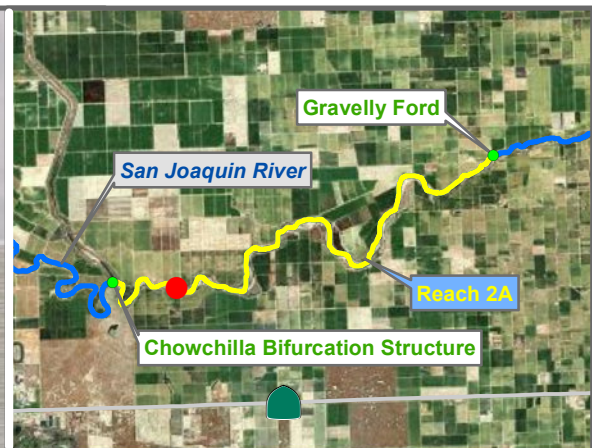 Gravelly Ford
San Joaquin River
Reach 2A
Chowchilla Bifurcation Structure